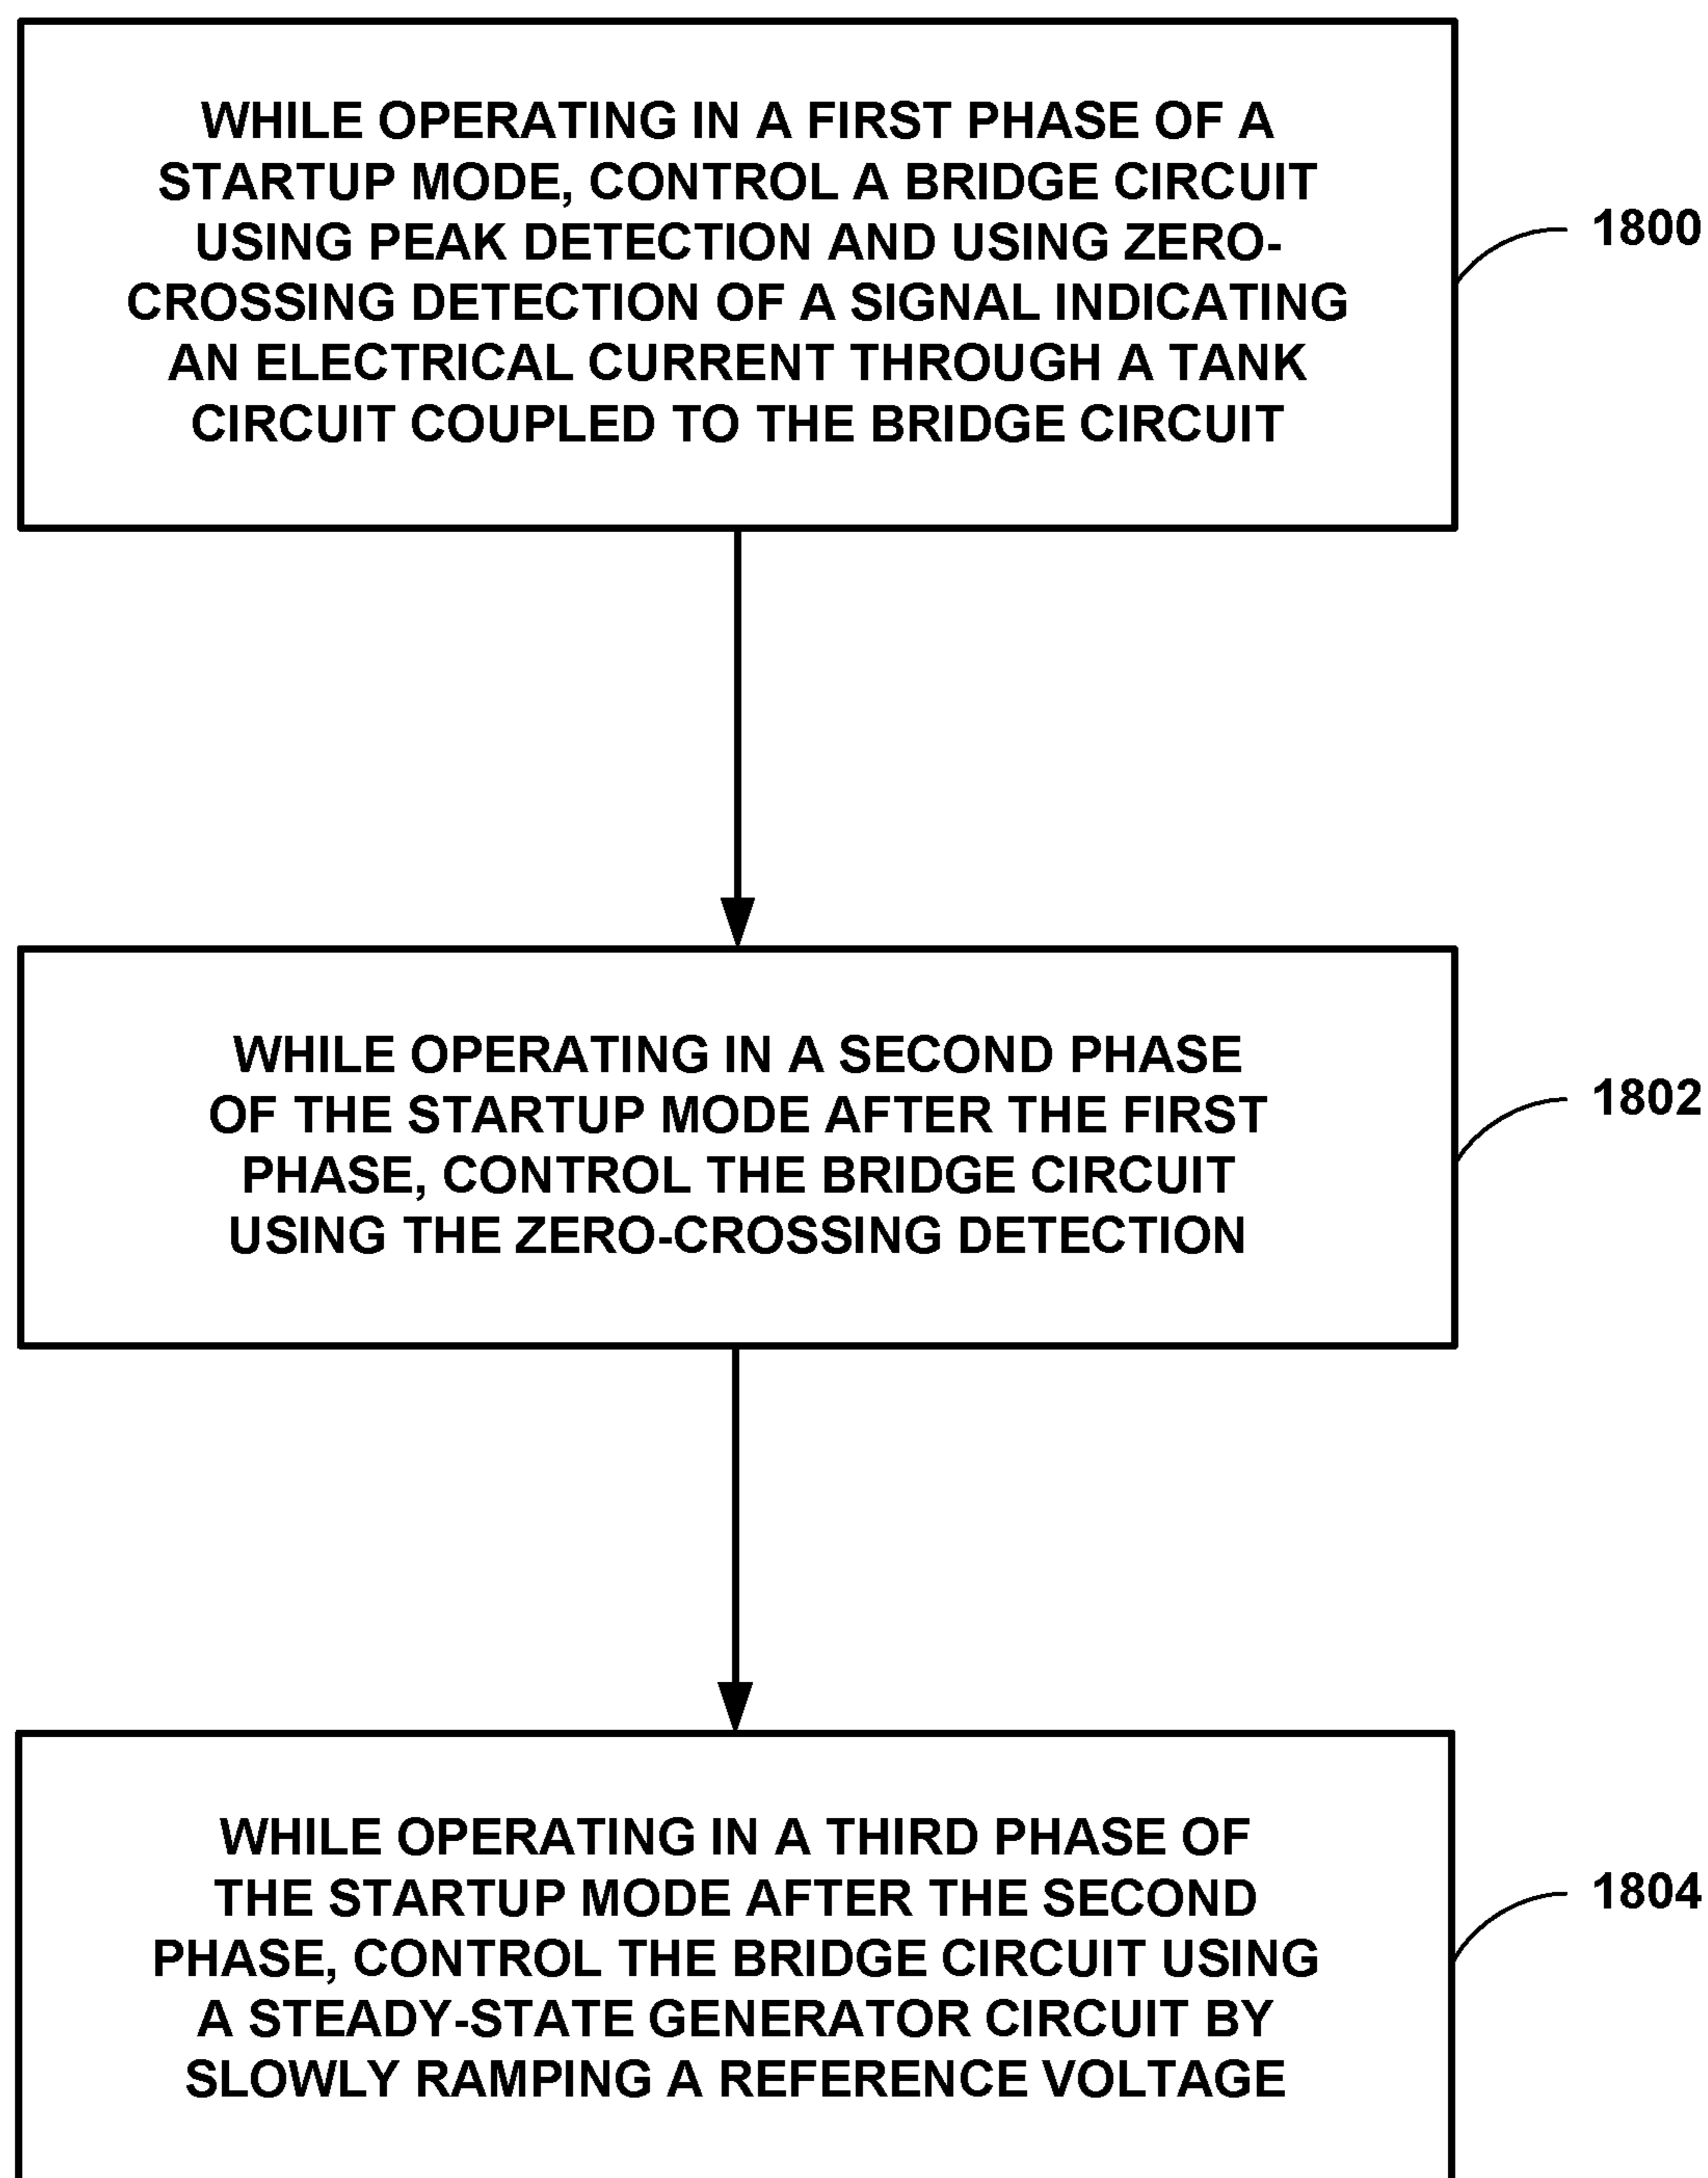 WHILE OPERATING IN A FIRST PHASE OF A
STARTUP MODE, CONTROL A BRIDGE CIRCUIT
USING PEAK DETECTION AND USING ZERO-
CROSSING DETECTION OF A SIGNAL INDICATING
AN ELECTRICAL CURRENT THROUGH A TANK
CIRCUIT COUPLED TO THE BRIDGE CIRCUIT
1800
WHILE OPERATING IN A SECOND PHASE
OF THE STARTUP MODE AFTER THE FIRST
PHASE, CONTROL THE BRIDGE CIRCUIT
USING THE ZERO-CROSSING DETECTION
1802
WHILE OPERATING IN A THIRD PHASE OF
THE STARTUP MODE AFTER THE SECOND
PHASE, CONTROL THE BRIDGE CIRCUIT USING
A STEADY-STATE GENERATOR CIRCUIT BY
SLOWLY RAMPING A REFERENCE VOLTAGE
1804